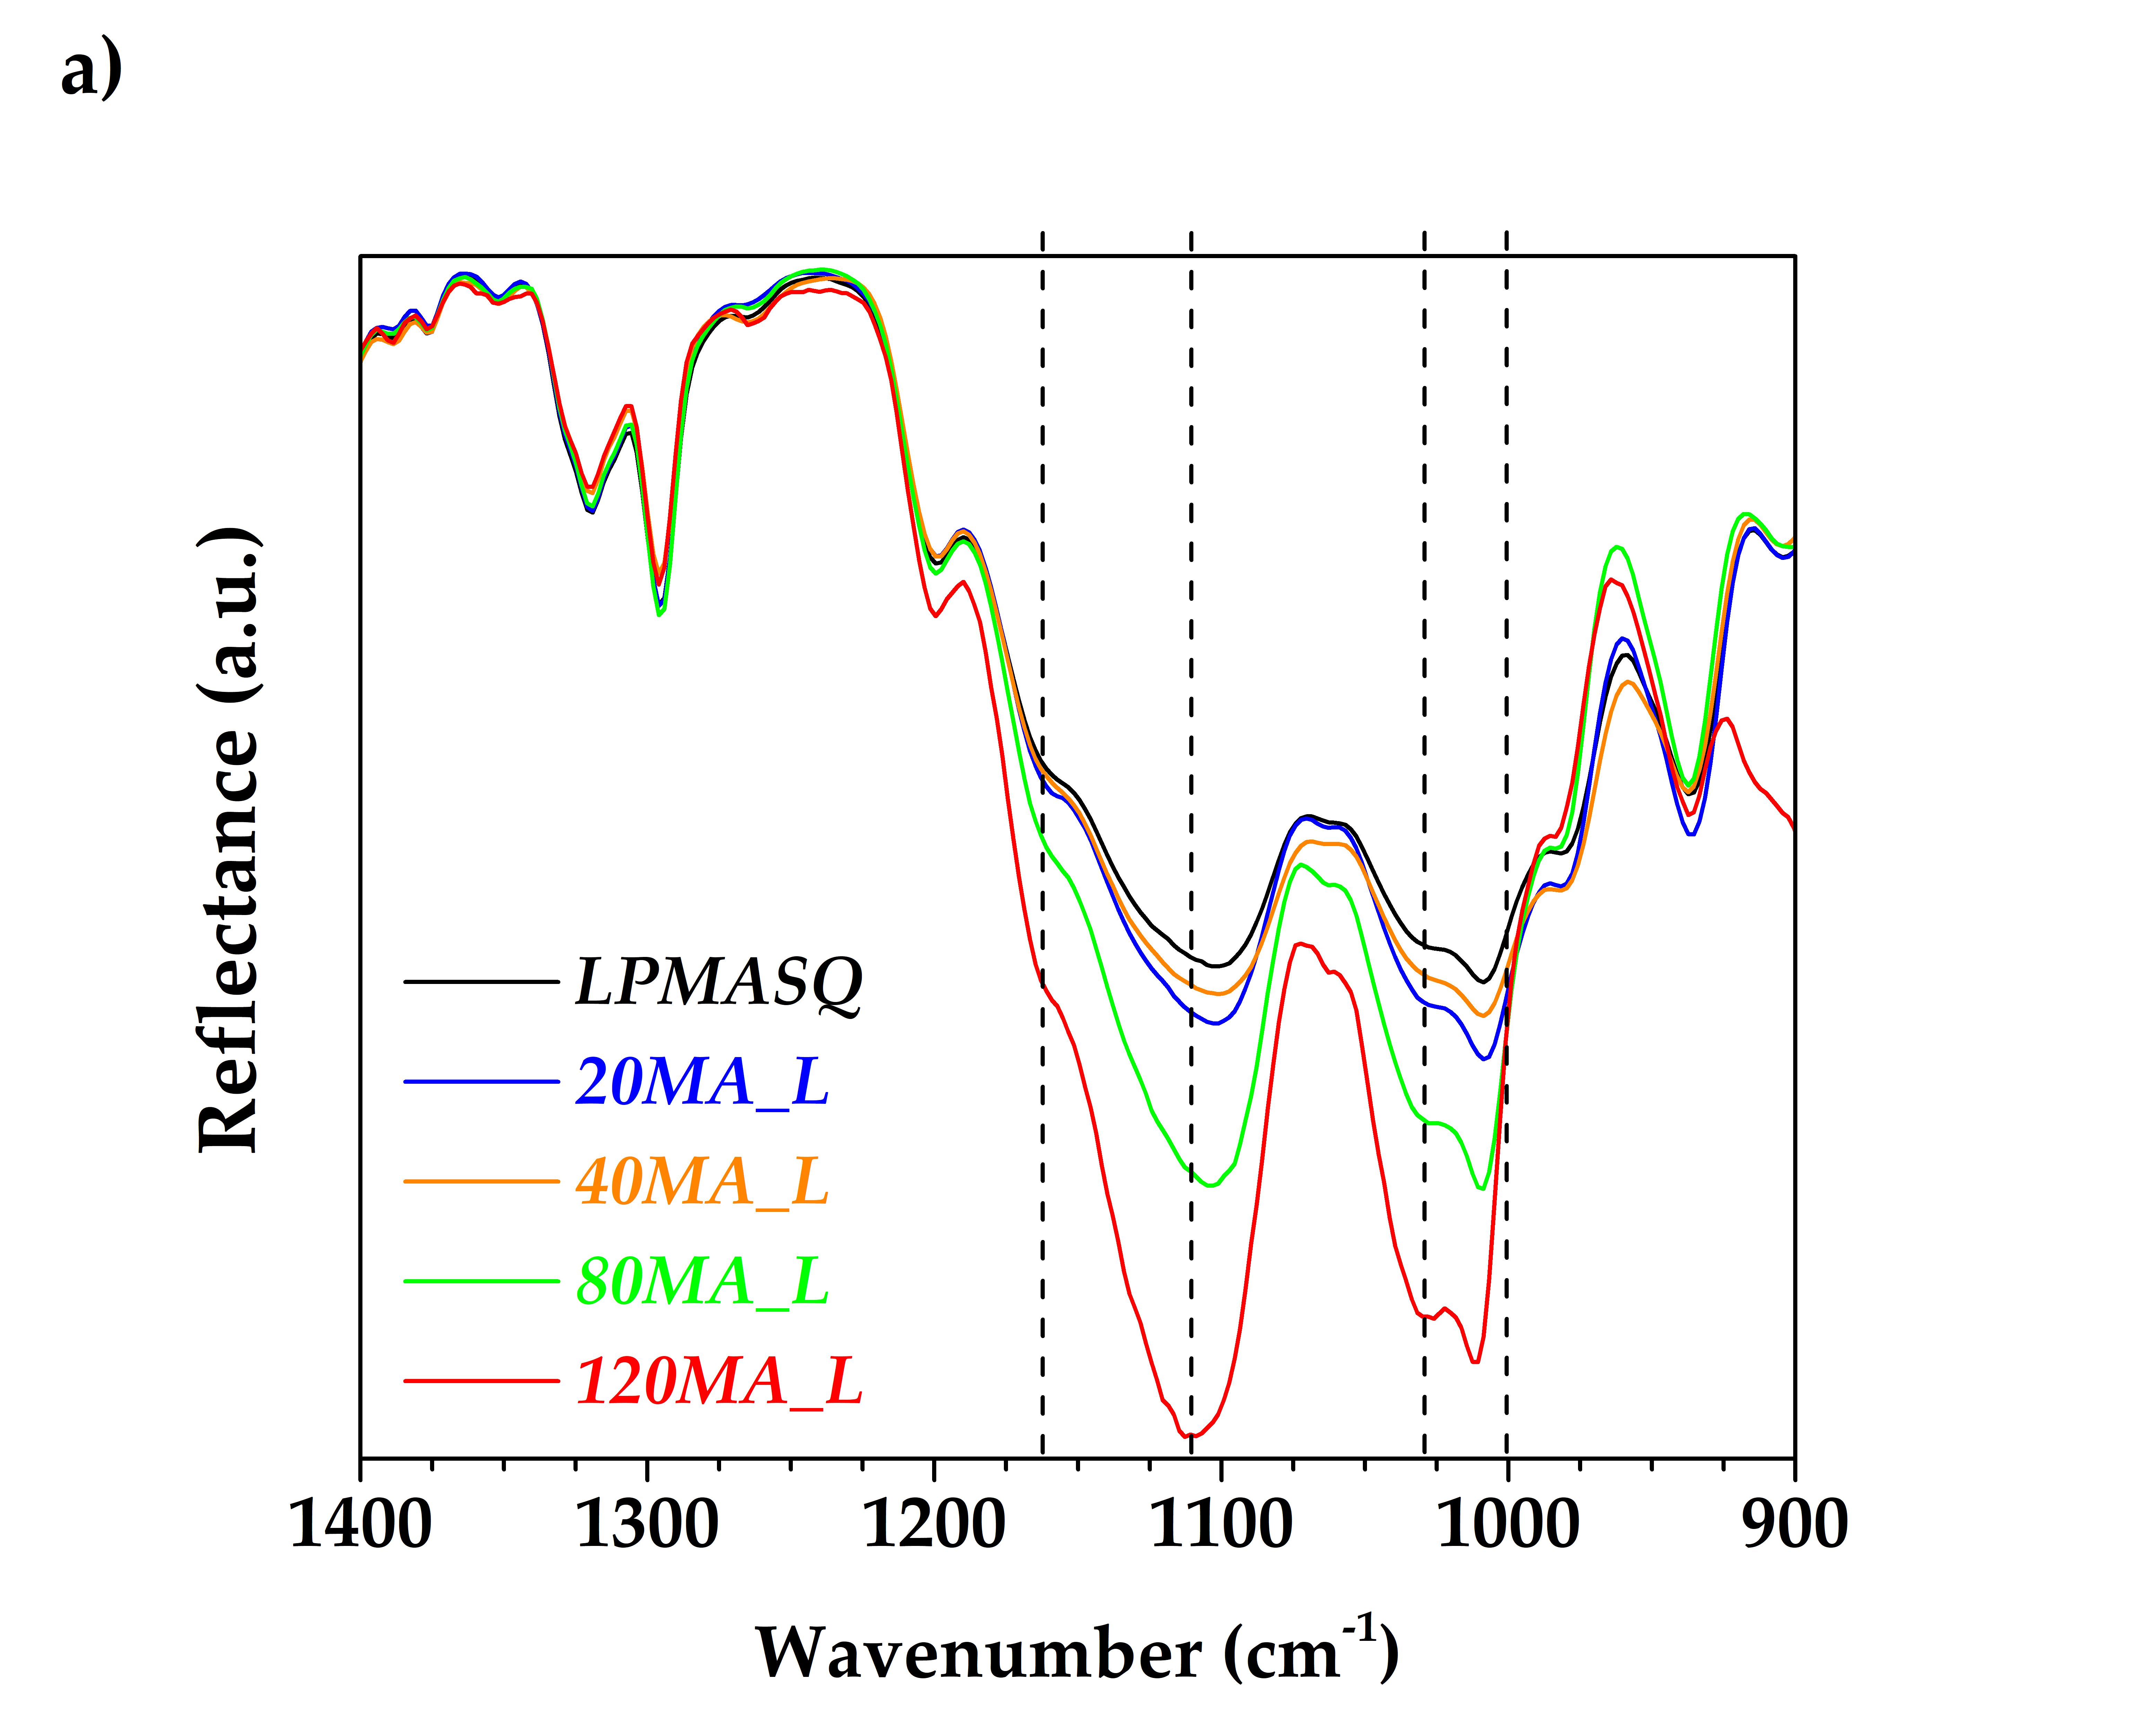 a)
Reflectance (a.u.)
LPMASQ
20MA_L
40MA_L
80MA_L
120MA_L
1400 1300 1200 1100 1000 900
Wavenumber (cm⁻¹)